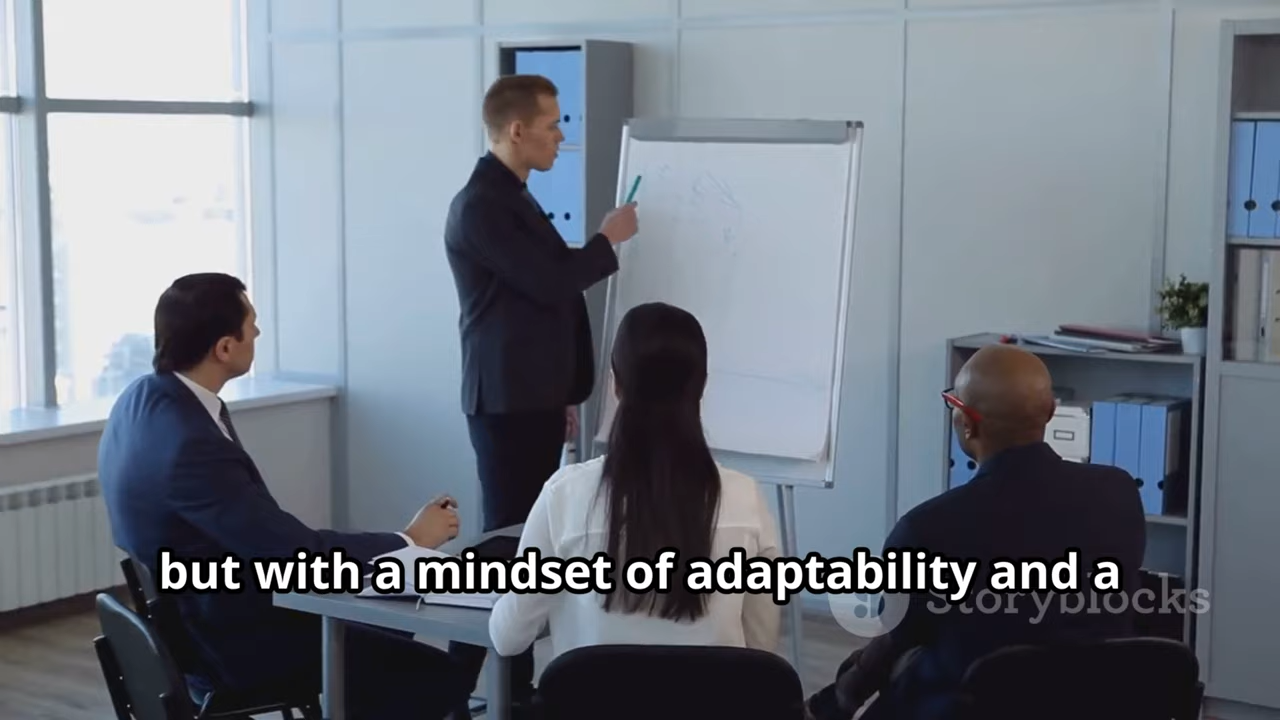 but with a mindset of adaptability and a
Storyblocks